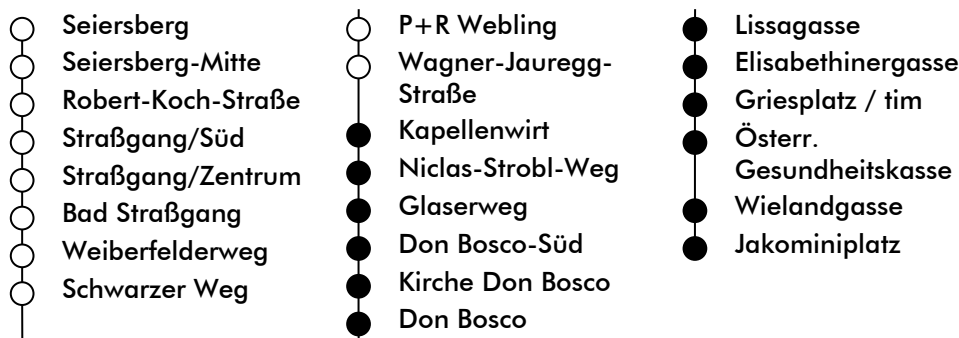 Seiersberg
Seiersberg-Mitte
Robert-Koch-Straße
Straßgang/Süd
Straßgang/Zentrum
Bad Straßgang
Weiberfelderweg
Schwarzer Weg
P+R Webling
Wagner-Jauregg-
Straße
Kapellenwirt
Niclas-Strobl-Weg
Glaserweg
Don Bosco-Süd
Kirche Don Bosco
Don Bosco
Lissagasse
Elisabethinergasse
Griesplatz / tim
Österr.
Gesundheitskasse
Wielandgasse
Jakominiplatz